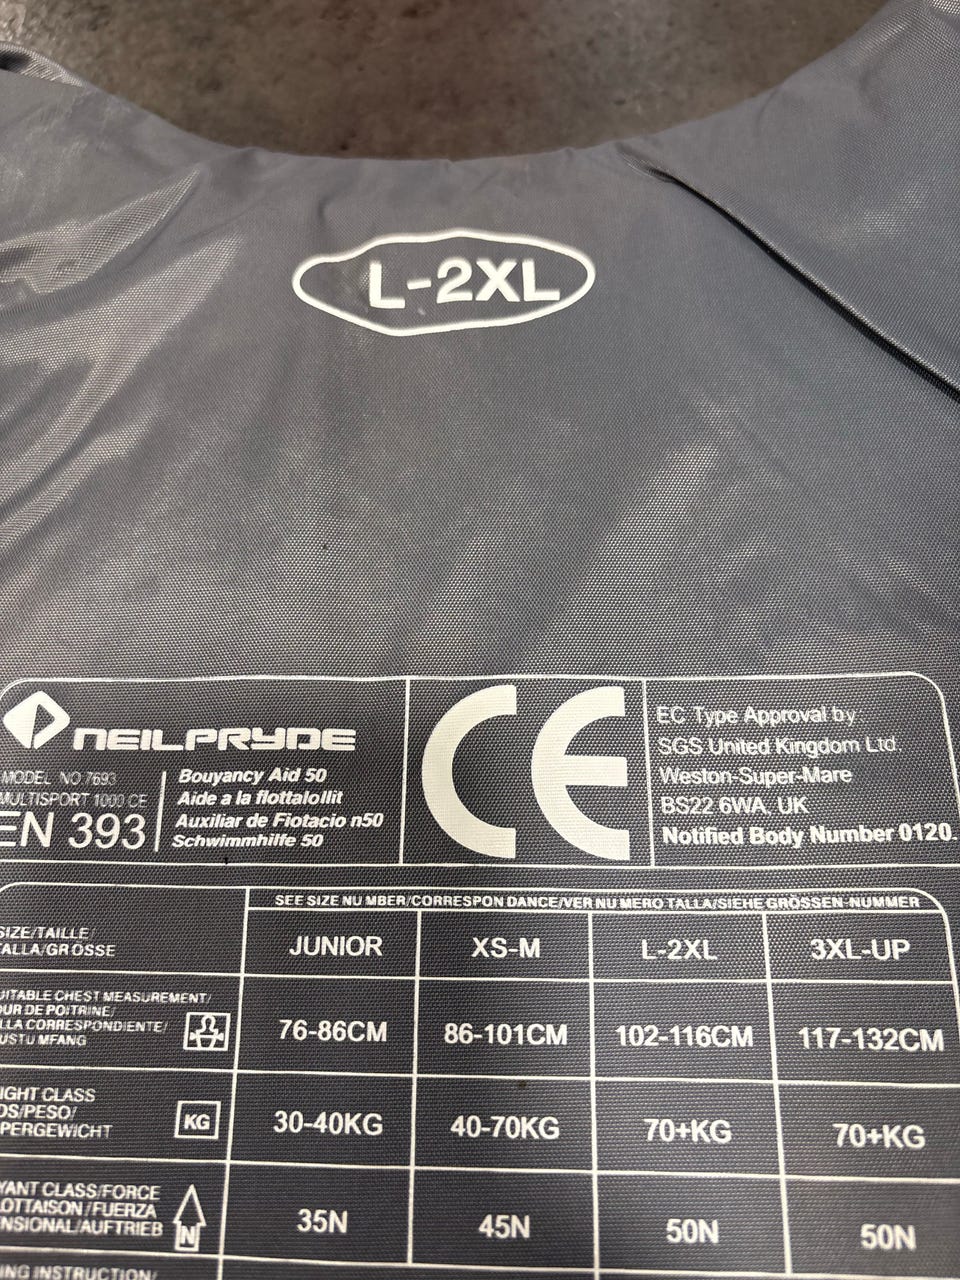 L-2XL
NEILPRYDE
MODEL NO 7693
MULTISPORT 1000 CE
EN 393
Bouyancy Aid 50
Aide a la flottalollit
Auxiliar de Fiotacio n50
Schwimmhilfe 50
CE
EC Type Approval by
SGS United Kingdom Ltd.
Weston-Super-Mare
BS22 6WA, UK
Notified Body Number 0120.
SEE SIZE NU MBER/CORRESPON DANCE/VER NU MERO TALLA/SIEHE GRÖSSEN-NUMMER
SIZE/TAILLE/
TALLA/GROSSE
JUNIOR XS-M L-2XL 3XL-UP
UITABLE CHEST MEASUREMENT/
OUR DE POITRINE/
LLA CORRESPONDIENTE/
USTU MFANG
76-86CM 86-101CM 102-116CM 117-132CM
IGHT CLASS
DS/PESO/
PERGEWICHT
KG
30-40KG 40-70KG 70+KG 70+KG
YANT CLASS/FORCE
OTTAISON/FUERZA
ENSIONAL/AUFTRIEB
N
35N 45N 50N 50N
ING INSTRUCTION/